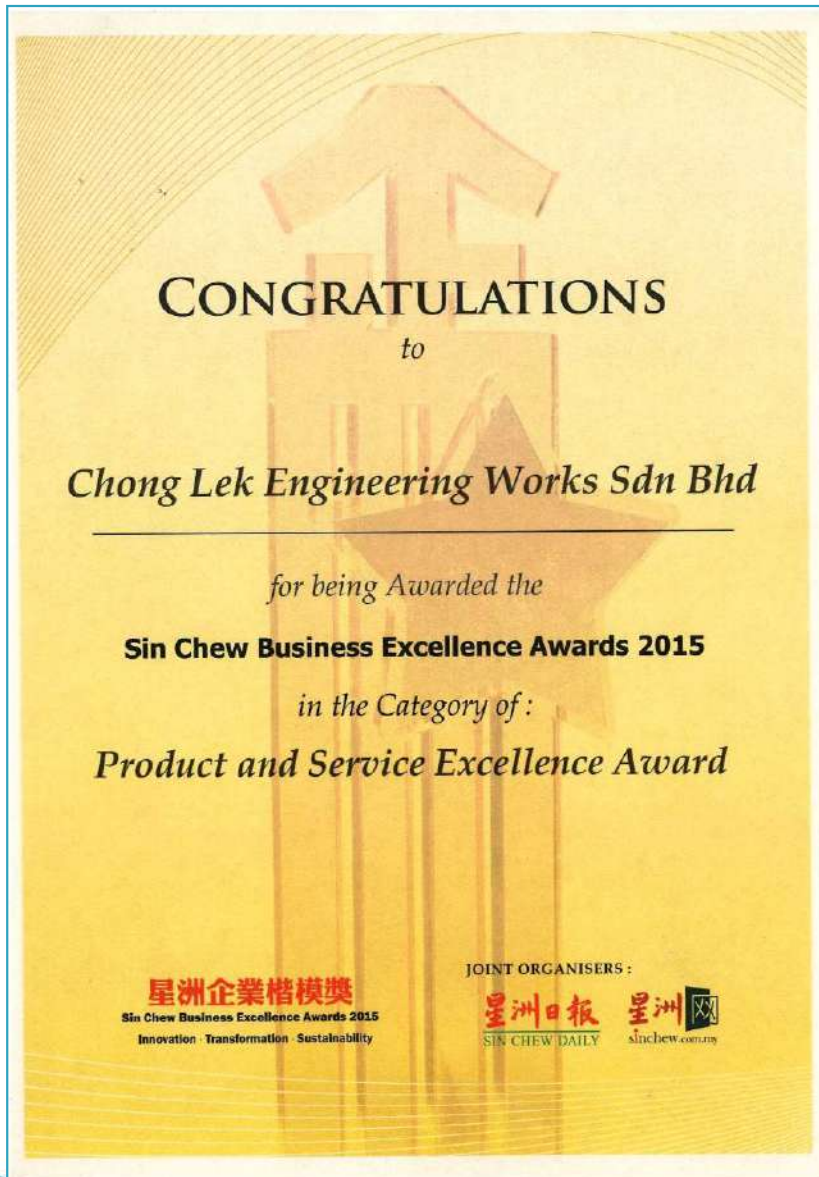 CONGRATULATIONS
to
Chong Lek Engineering Works Sdn Bhd
for being Awarded the
Sin Chew Business Excellence Awards 2015
in the Category of :
Product and Service Excellence Award
星洲企業楷模獎
Sin Chew Business Excellence Awards 2015
Innovation · Transformation · Sustainability
JOINT ORGANISERS :
星洲日报
SIN CHEW DAILY
星洲网
sinchew.com.my